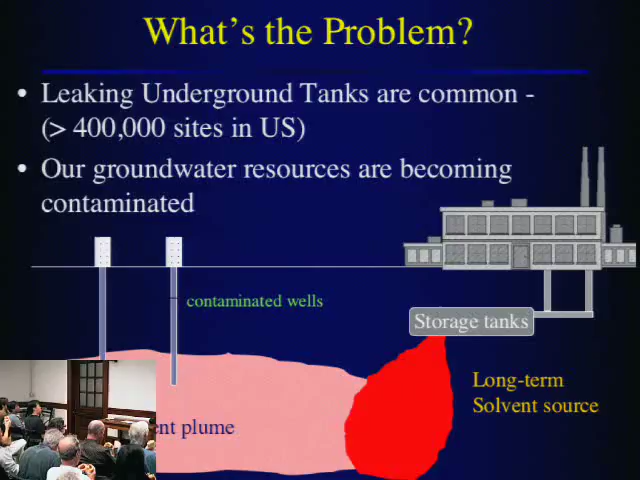 What's the Problem?
• Leaking Underground Tanks are common -
(> 400,000 sites in US)
• Our groundwater resources are becoming
contaminated
contaminated wells
Storage tanks
Long-term
Solvent source
plume